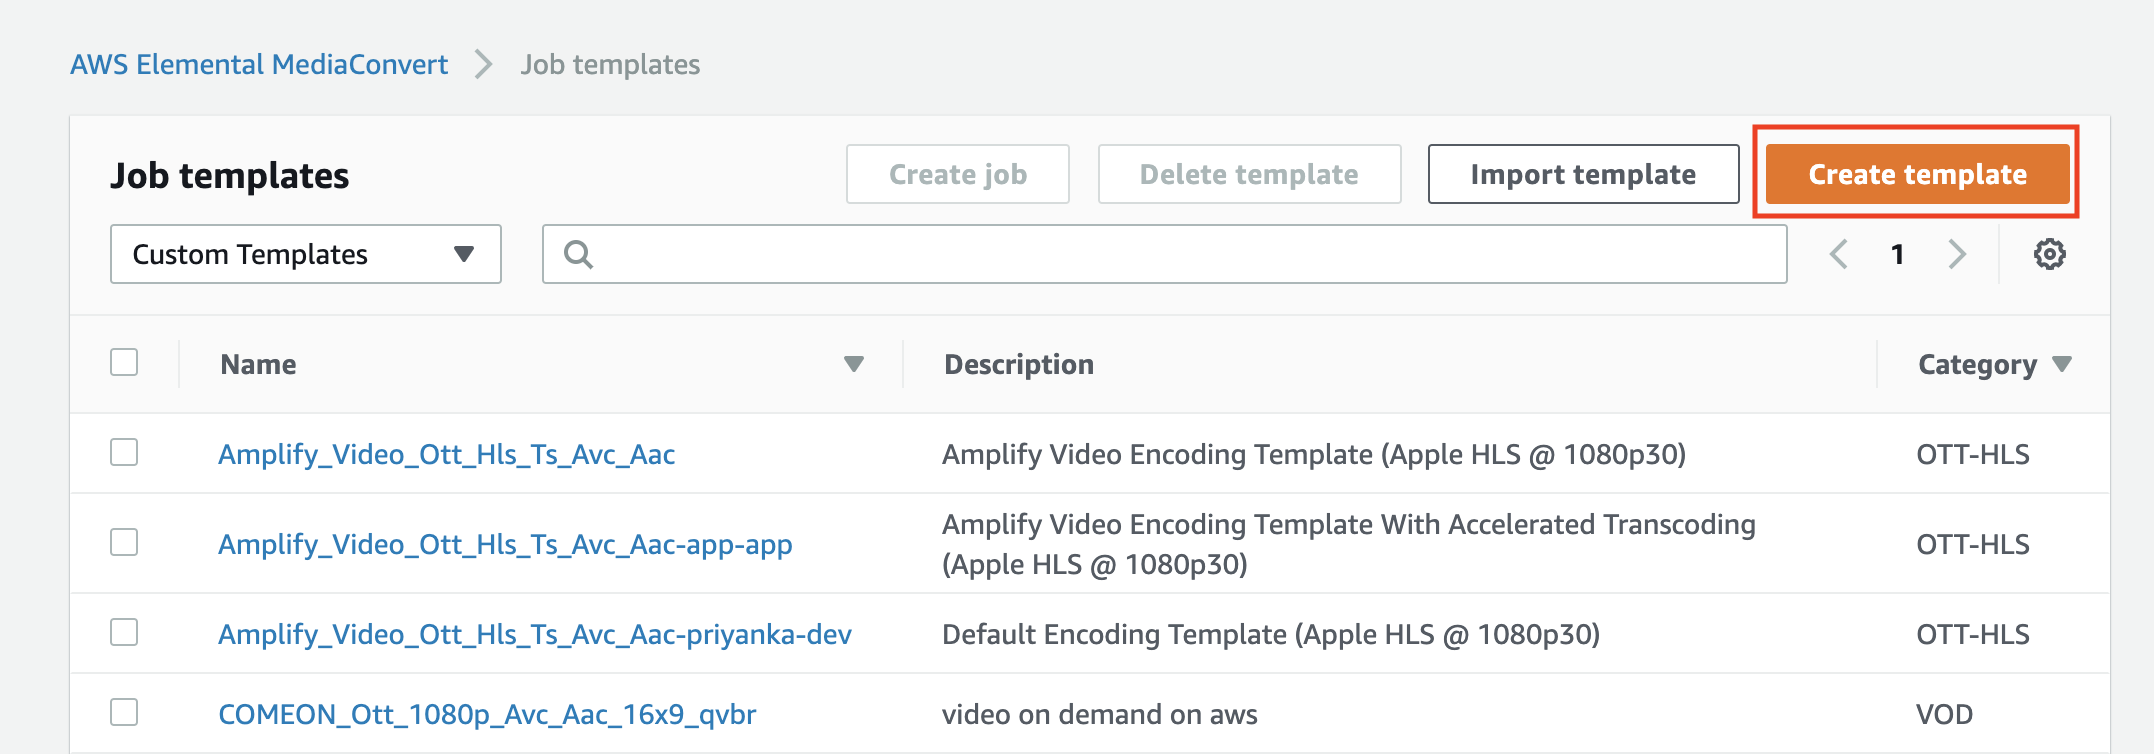 AWS Elemental MediaConvert > Job templates
Job templates
Create job
Delete template
Import template
Create template
Custom Templates
1
Name
Description
Category
Amplify_Video_Ott_Hls_Ts_Avc_Aac
Amplify Video Encoding Template (Apple HLS @ 1080p30)
OTT-HLS
Amplify_Video_Ott_Hls_Ts_Avc_Aac-app-app
Amplify Video Encoding Template With Accelerated Transcoding
(Apple HLS @ 1080p30)
OTT-HLS
Amplify_Video_Ott_Hls_Ts_Avc_Aac-priyanka-dev
Default Encoding Template (Apple HLS @ 1080p30)
OTT-HLS
COMEON_Ott_1080p_Avc_Aac_16x9_qvbr
video on demand on aws
VOD